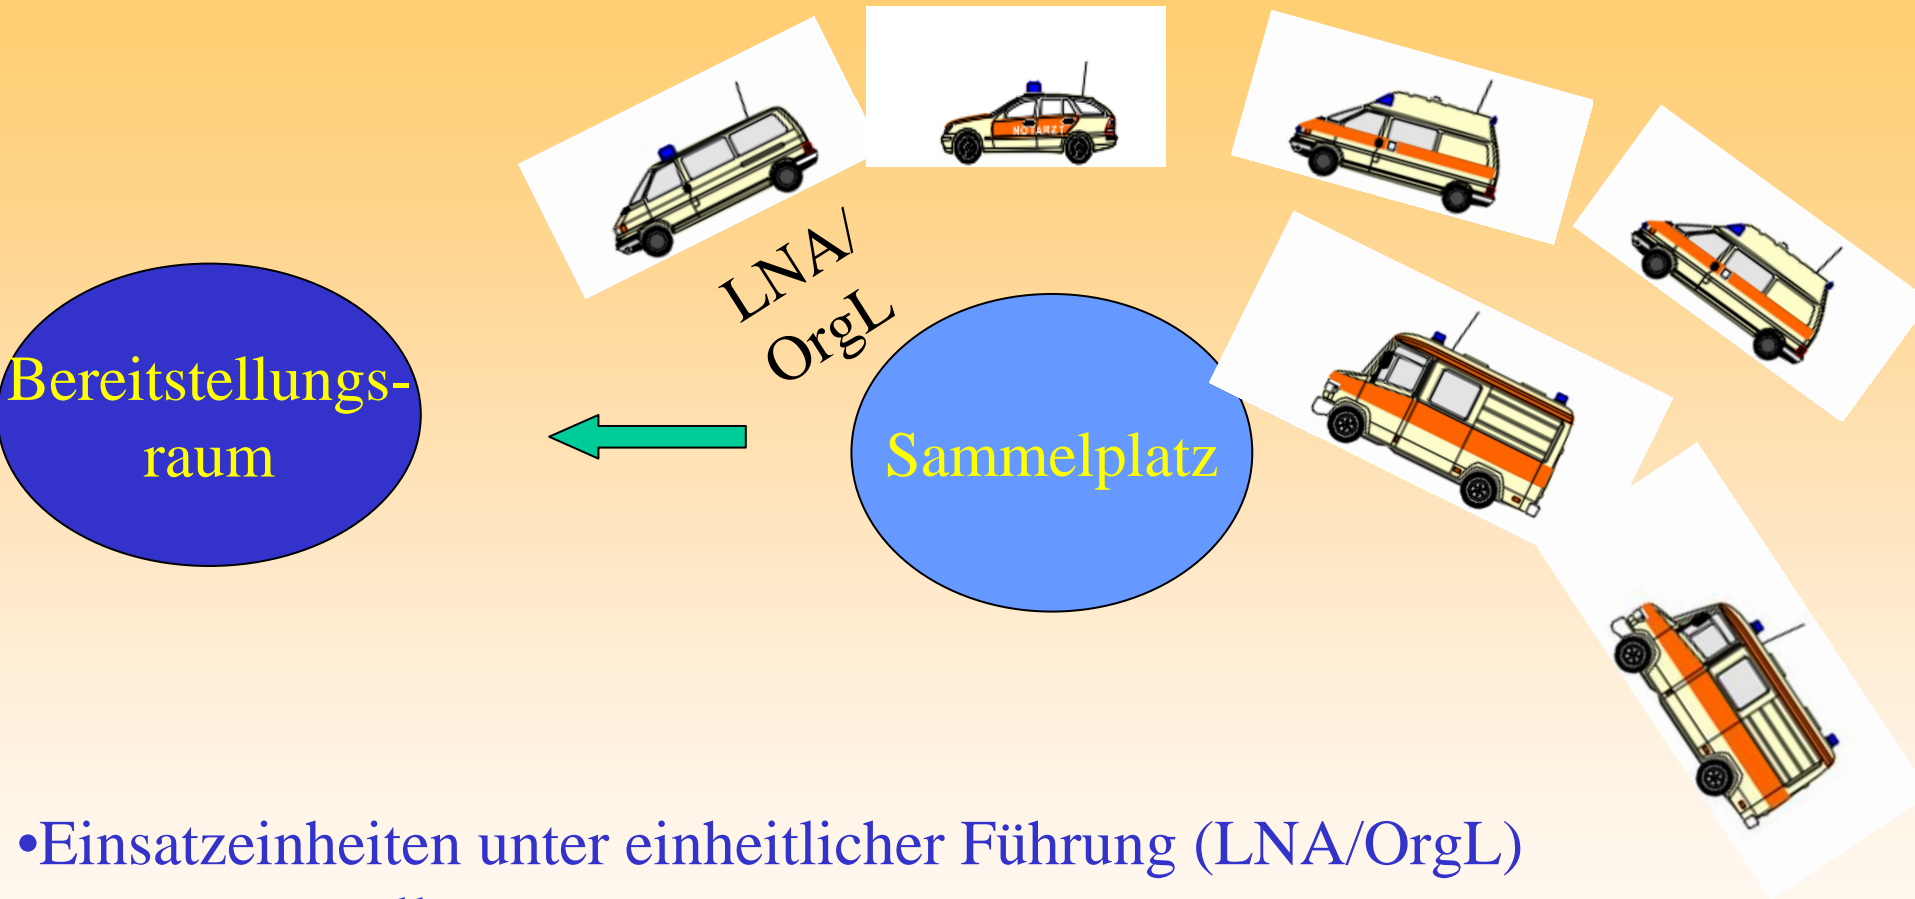 NOTARZT
LNA/
OrgL
Bereitstellungs-
raum
Sammelplatz
•Einsatzeinheiten unter einheitlicher Führung (LNA/OrgL)